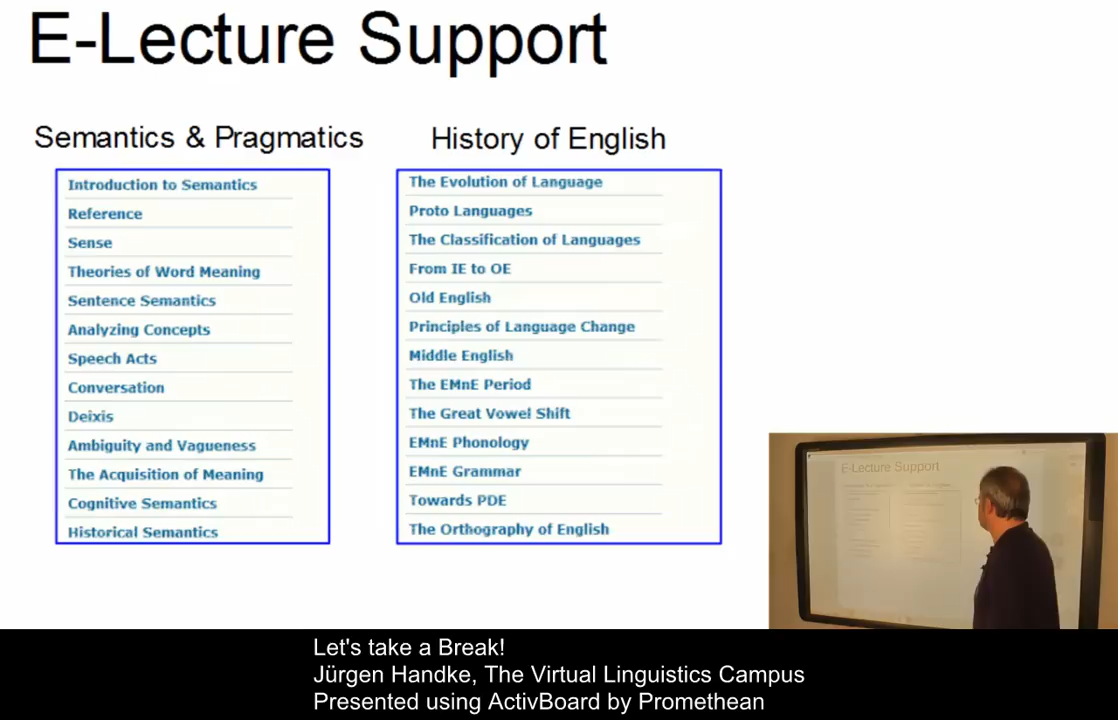 E-Lecture Support
Semantics & Pragmatics
Introduction to Semantics
Reference
Sense
Theories of Word Meaning
Sentence Semantics
Analyzing Concepts
Speech Acts
Conversation
Deixis
Ambiguity and Vagueness
The Acquisition of Meaning
Cognitive Semantics
Historical Semantics
History of English
The Evolution of Language
Proto Languages
The Classification of Languages
From IE to OE
Old English
Principles of Language Change
Middle English
The EMnE Period
The Great Vowel Shift
EMnE Phonology
EMnE Grammar
Towards PDE
The Orthography of English
E-Lecture Support
Let's take a Break!
Jürgen Handke, The Virtual Linguistics Campus
Presented using ActivBoard by Promethean